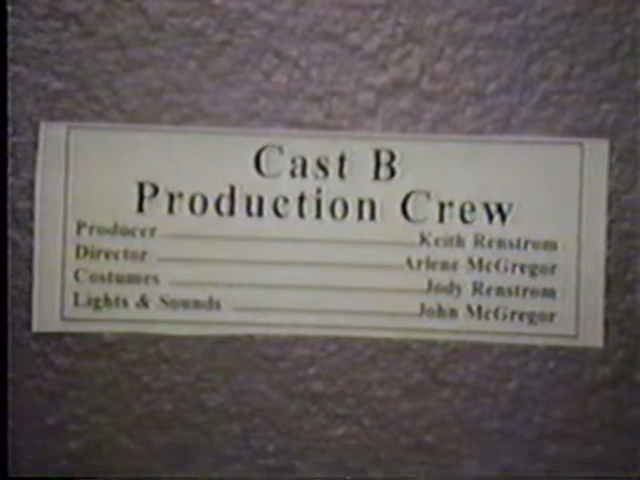 Cast B
Production Crew
Producer Keith Renstrom
Director Arlene McGregor
Costumes Jody Renstrom
Lights & Sounds John McGregor